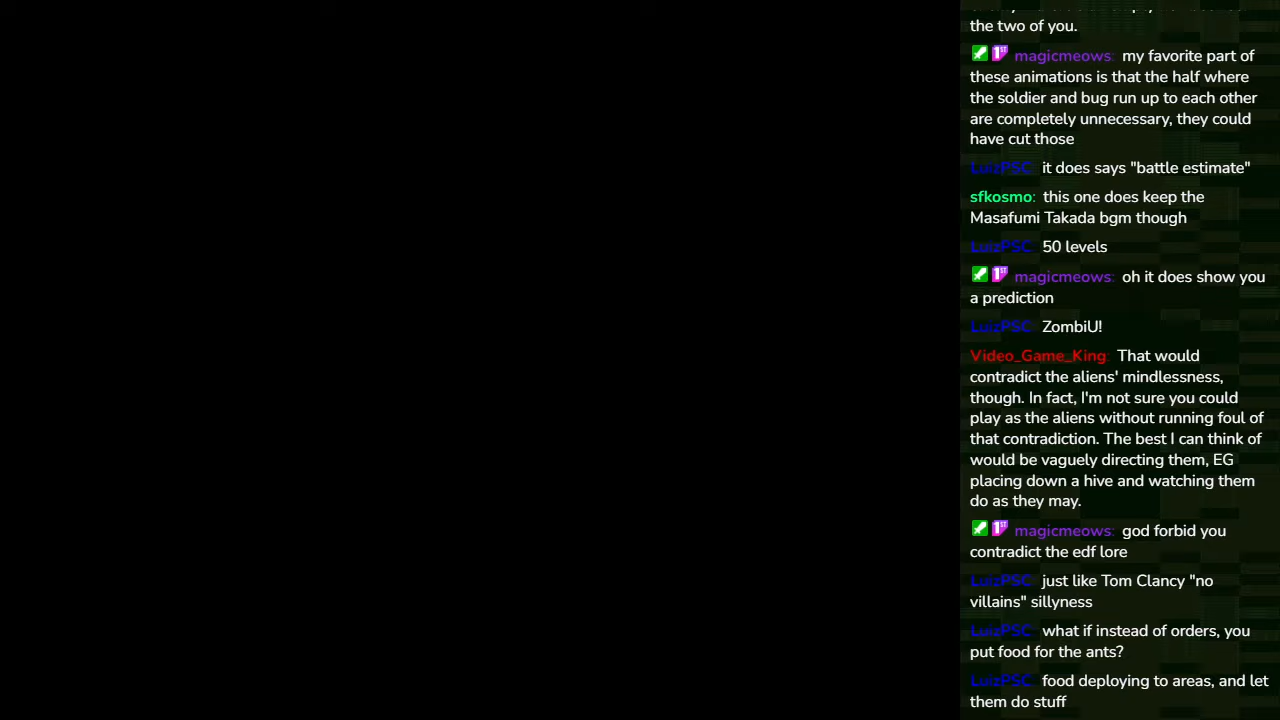 the two of you.
magicmeows: my favorite part of
these animations is that the half where
the soldier and bug run up to each other
are completely unnecessary, they could
have cut those
LuizPSC: it does says "battle estimate"
sfkosmo: this one does keep the
Masafumi Takada bgm though
LuizPSC: 50 levels
magicmeows: oh it does show you
a prediction
LuizPSC: ZombiU!
Video_Game_King: That would
contradict the aliens' mindlessness,
though. In fact, I'm not sure you could
play as the aliens without running foul of
that contradiction. The best I can think of
would be vaguely directing them, EG
placing down a hive and watching them
do as they may.
magicmeows: god forbid you
contradict the edf lore
LuizPSC: just like Tom Clancy "no
villains" sillyness
LuizPSC: what if instead of orders, you
put food for the ants?
LuizPSC: food deploying to areas, and let
them do stuff